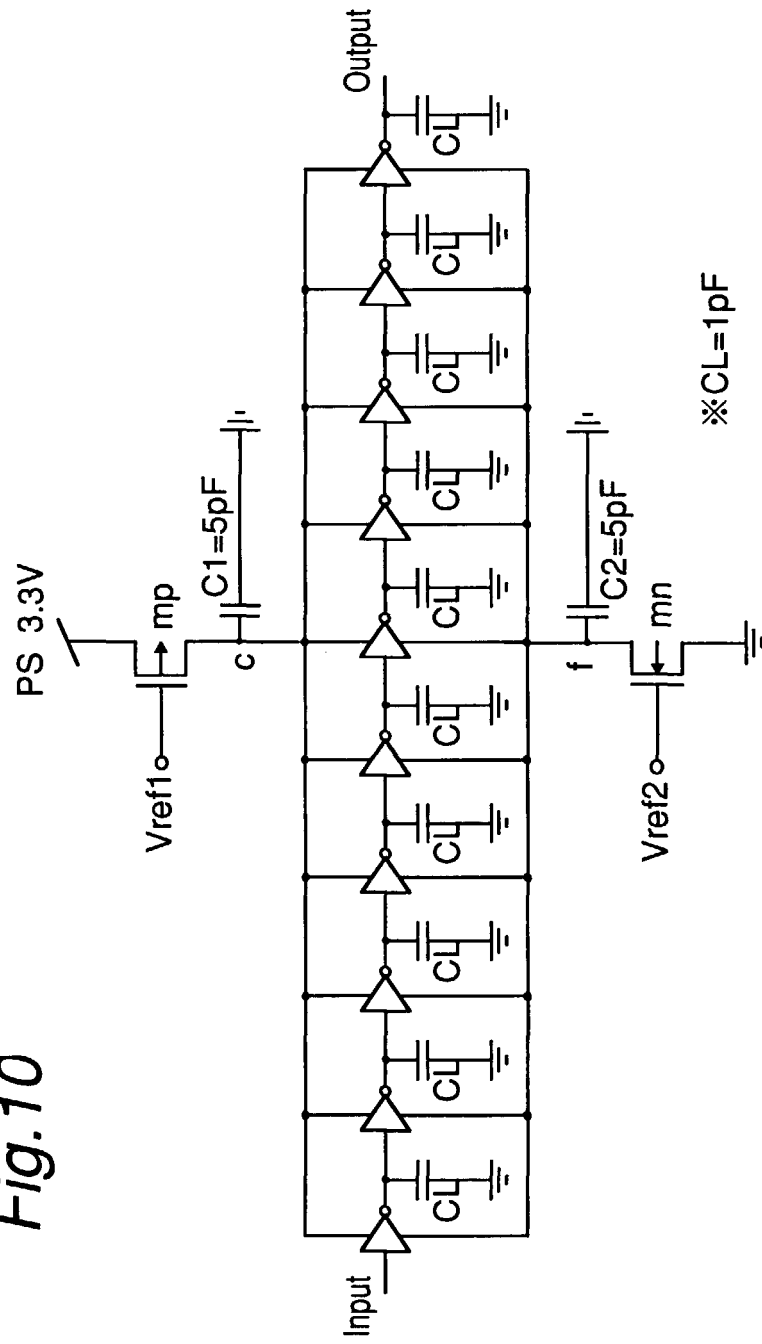 Fig.10
PS 3.3V
Vref1
mp
c
C1=5pF
Input
Output
CL
CL
CL
CL
CL
CL
CL
CL
CL
CL
f
C2=5pF
Vref2
mn
※CL=1pF